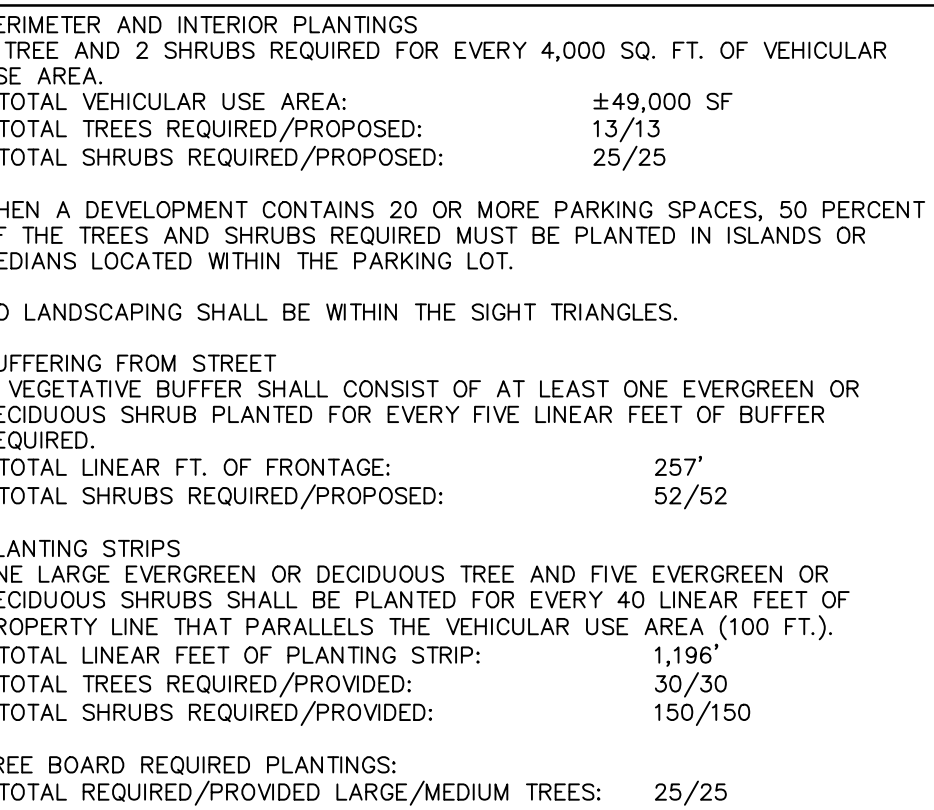 ERIMETER AND INTERIOR PLANTINGS
TREE AND 2 SHRUBS REQUIRED FOR EVERY 4,000 SQ. FT. OF VEHICULAR
SE AREA.
TOTAL VEHICULAR USE AREA: ±49,000 SF
TOTAL TREES REQUIRED/PROPOSED: 13/13
TOTAL SHRUBS REQUIRED/PROPOSED: 25/25
HEN A DEVELOPMENT CONTAINS 20 OR MORE PARKING SPACES, 50 PERCENT
F THE TREES AND SHRUBS REQUIRED MUST BE PLANTED IN ISLANDS OR
EDIANS LOCATED WITHIN THE PARKING LOT.
O LANDSCAPING SHALL BE WITHIN THE SIGHT TRIANGLES.
UFFERING FROM STREET
VEGETATIVE BUFFER SHALL CONSIST OF AT LEAST ONE EVERGREEN OR
ECIDUOUS SHRUB PLANTED FOR EVERY FIVE LINEAR FEET OF BUFFER
EQUIRED.
TOTAL LINEAR FT. OF FRONTAGE: 257'
TOTAL SHRUBS REQUIRED/PROPOSED: 52/52
LANTING STRIPS
NE LARGE EVERGREEN OR DECIDUOUS TREE AND FIVE EVERGREEN OR
ECIDUOUS SHRUBS SHALL BE PLANTED FOR EVERY 40 LINEAR FEET OF
ROPERTY LINE THAT PARALLELS THE VEHICULAR USE AREA (100 FT.).
TOTAL LINEAR FEET OF PLANTING STRIP: 1,196'
TOTAL TREES REQUIRED/PROVIDED: 30/30
TOTAL SHRUBS REQUIRED/PROVIDED: 150/150
REE BOARD REQUIRED PLANTINGS:
TOTAL REQUIRED/PROVIDED LARGE/MEDIUM TREES: 25/25